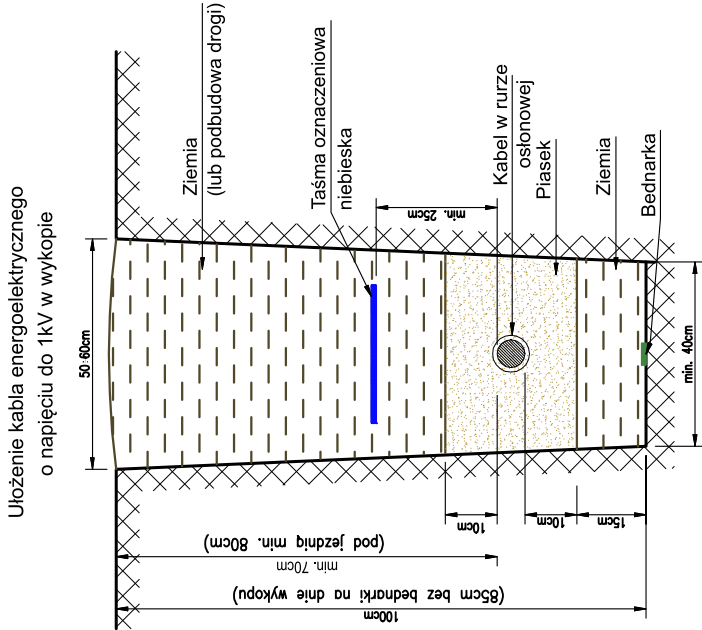 Ułożenie kabla energoelektrycznego
o napięciu do 1kV w wykopie
50÷60cm
Ziemia
(lub podbudowa drogi)
Taśma oznaczeniowa
niebieska
min. 25cm
Kabel w rurze
osłonowej
Piasek
Ziemia
Bednarka
min. 40cm
10cm
10cm
15cm
(pod jezdnią min. 80cm)
min. 70cm
(85cm bez bednarki na dnie wykopu)
100cm